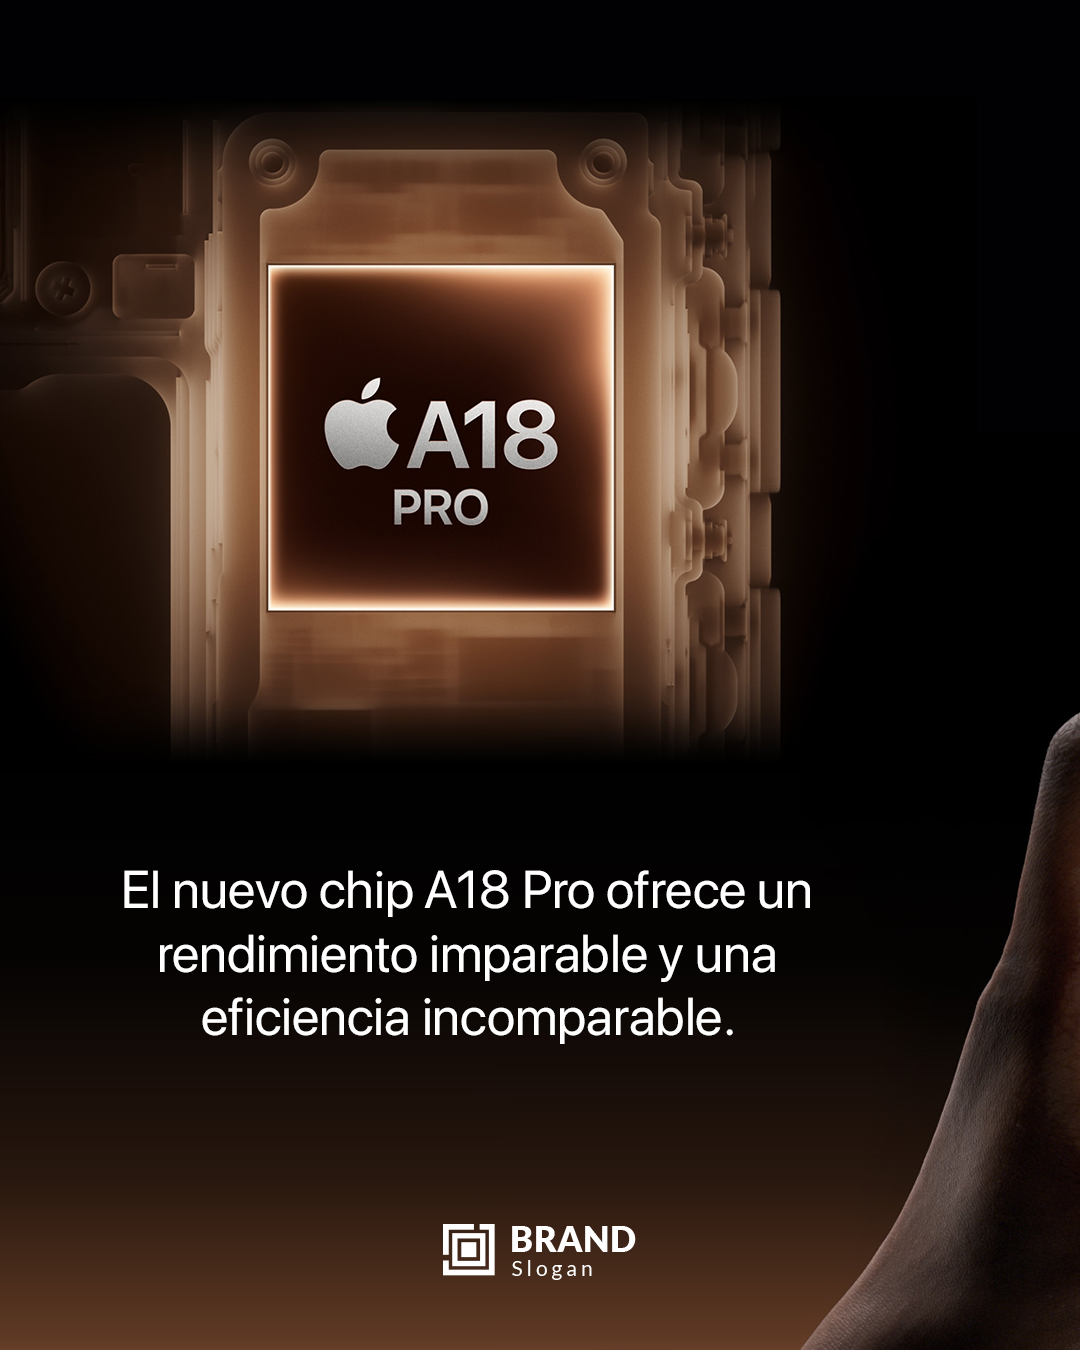 A18
PRO
El nuevo chip A18 Pro ofrece un
rendimiento imparable y una
eficiencia incomparable.
BRAND
Slogan